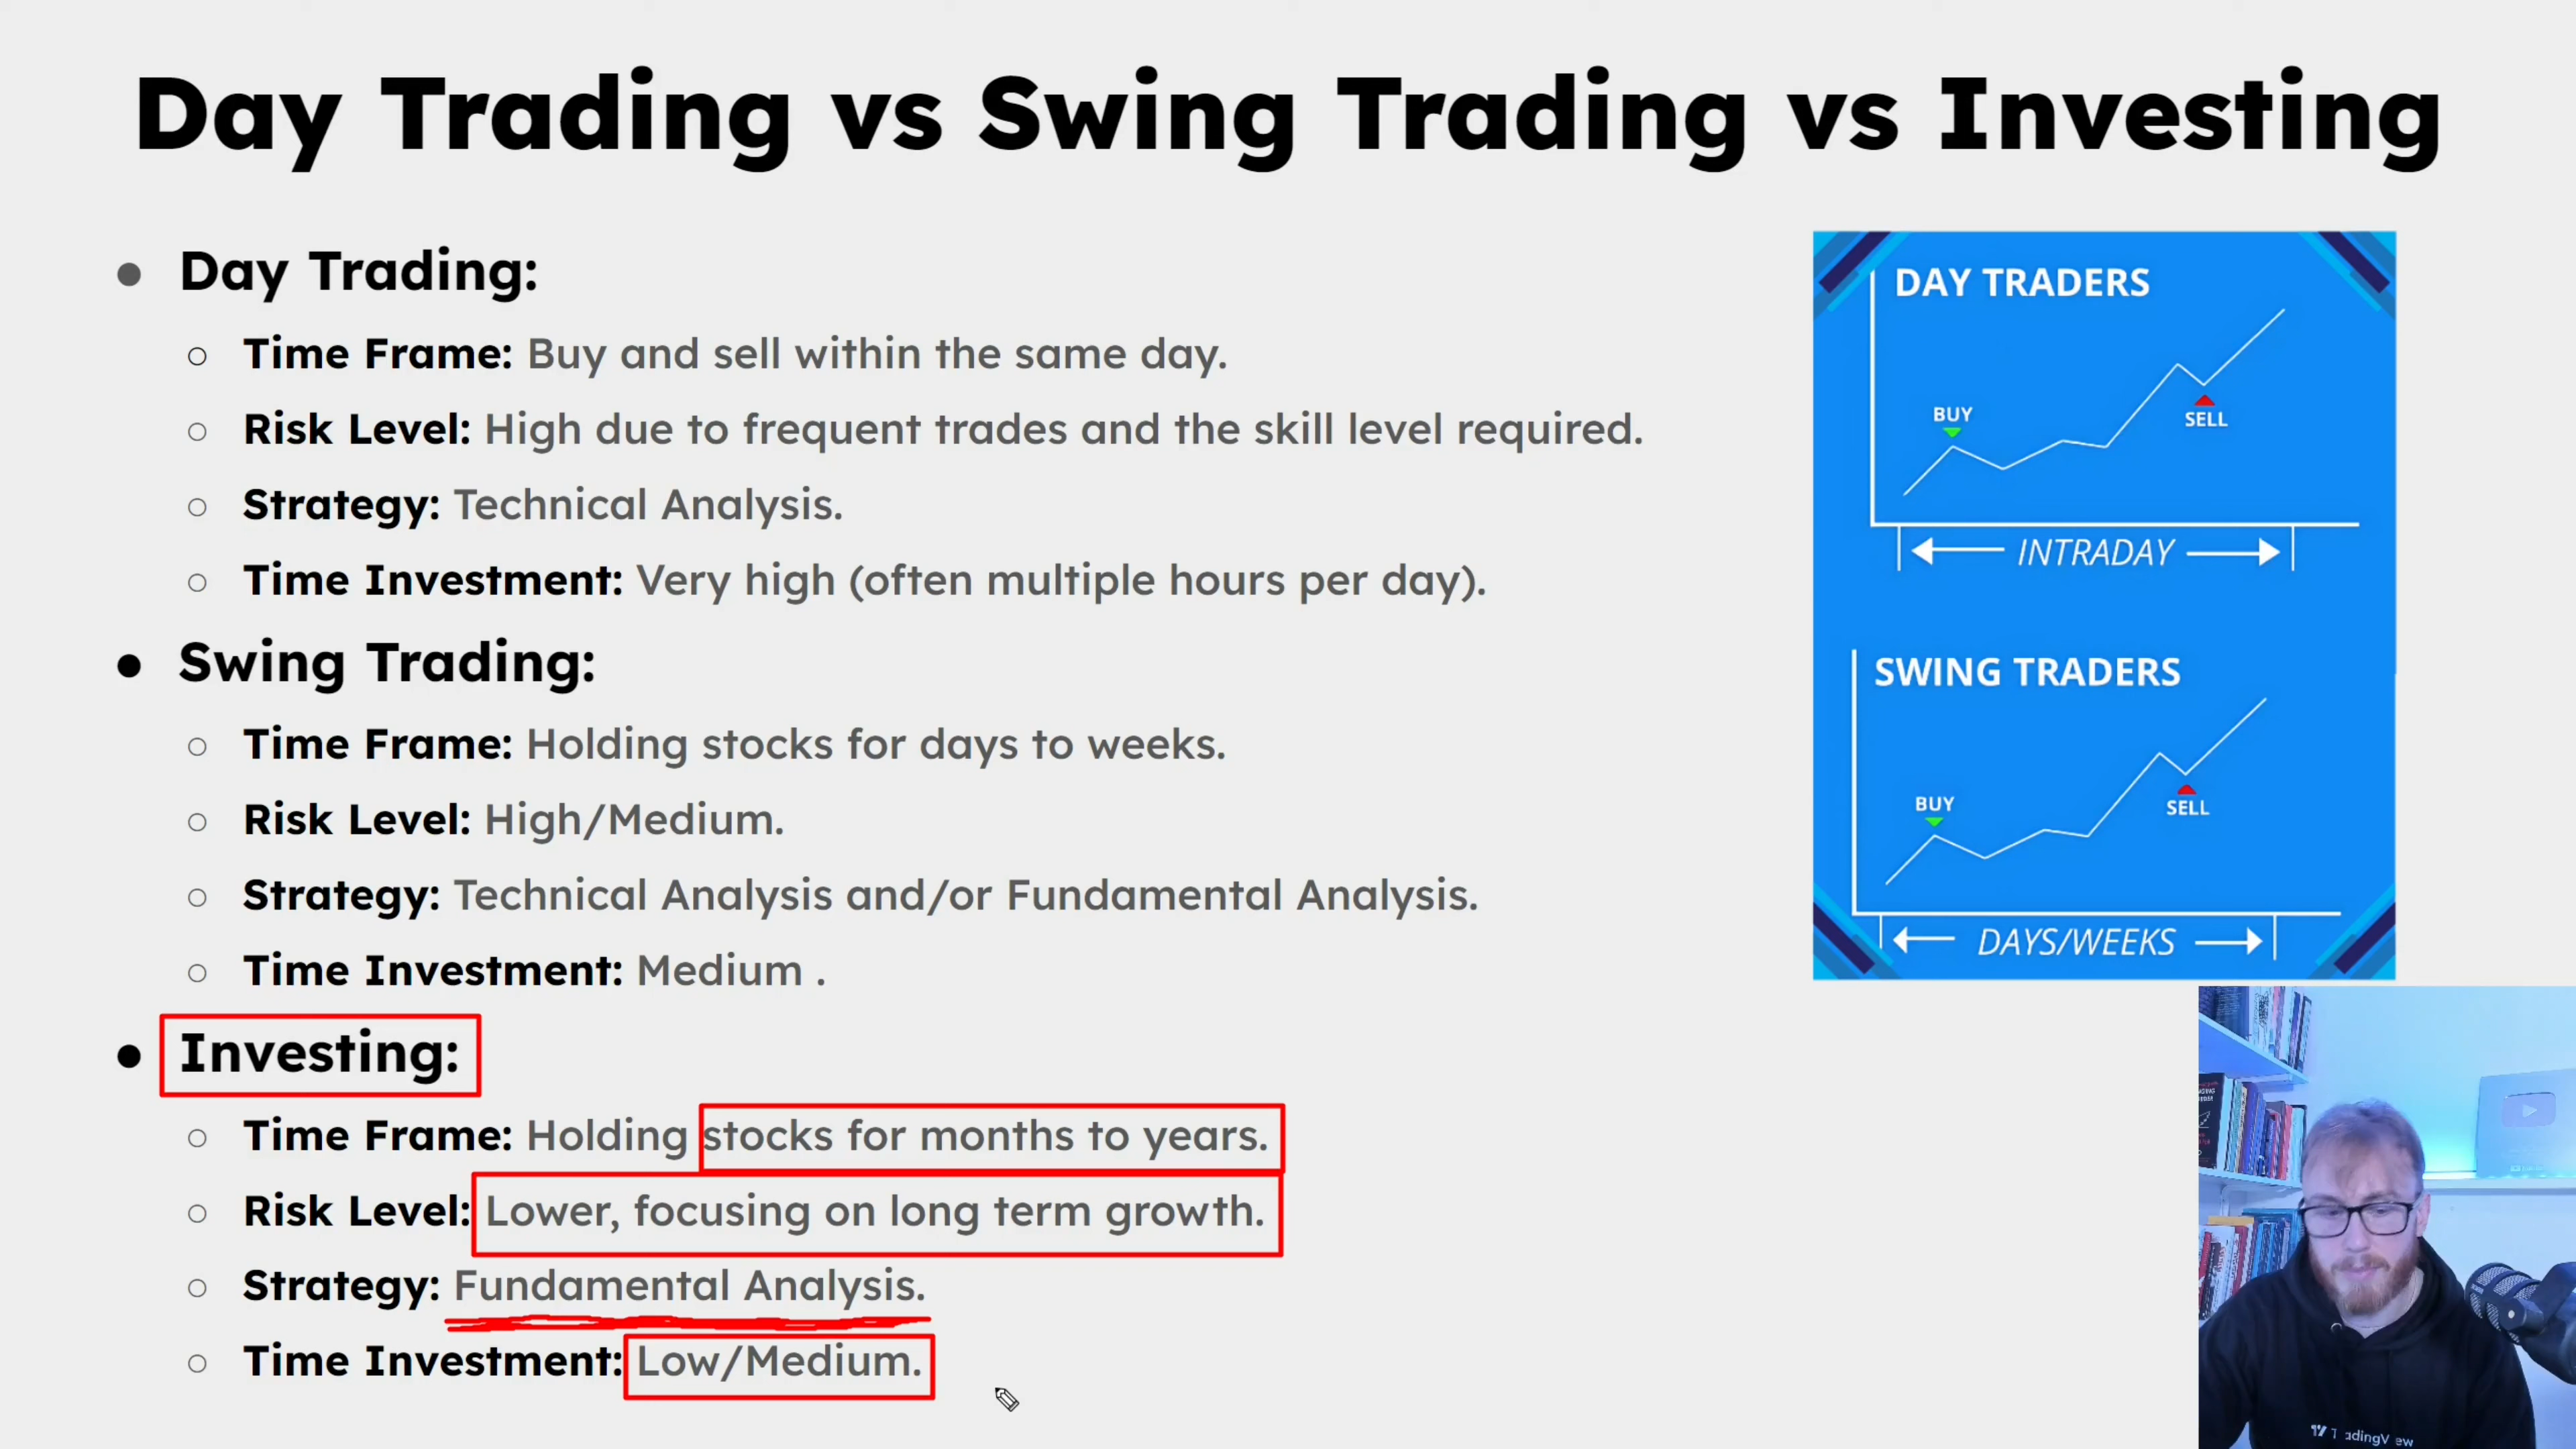 Day Trading vs Swing Trading vs Investing
● Day Trading:
○ Time Frame: Buy and sell within the same day.
○ Risk Level: High due to frequent trades and the skill level required.
○ Strategy: Technical Analysis.
○ Time Investment: Very high (often multiple hours per day).
● Swing Trading:
○ Time Frame: Holding stocks for days to weeks.
○ Risk Level: High/Medium.
○ Strategy: Technical Analysis and/or Fundamental Analysis.
○ Time Investment: Medium .
● Investing:
○ Time Frame: Holding stocks for months to years.
○ Risk Level: Lower, focusing on long term growth.
○ Strategy: Fundamental Analysis.
○ Time Investment: Low/Medium.
DAY TRADERS
BUY
SELL
INTRADAY
SWING TRADERS
BUY
SELL
DAYS/WEEKS
TradingView